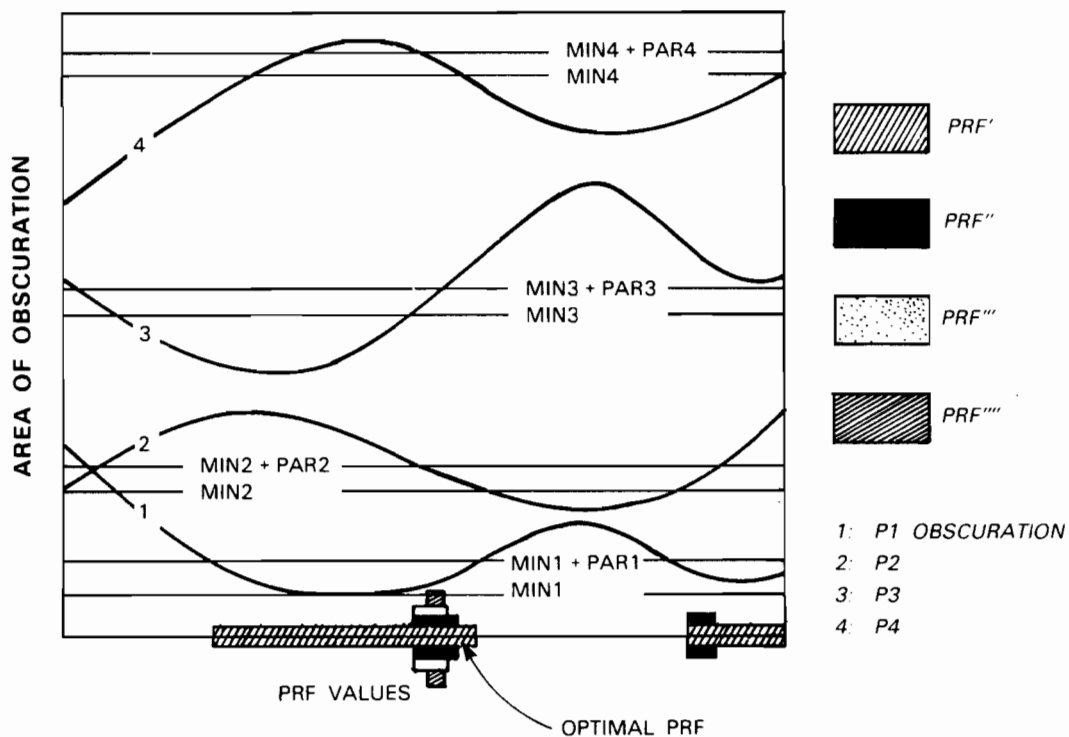 AREA OF OBSCURATION
MIN4 + PAR4
MIN4
4
MIN3 + PAR3
MIN3
3
2
MIN2 + PAR2
MIN2
1
MIN1 + PAR1
MIN1
PRF VALUES
OPTIMAL PRF
PRF'
PRF''
PRF'''
PRF''''
1: P1 OBSCURATION
2: P2
3: P3
4: P4